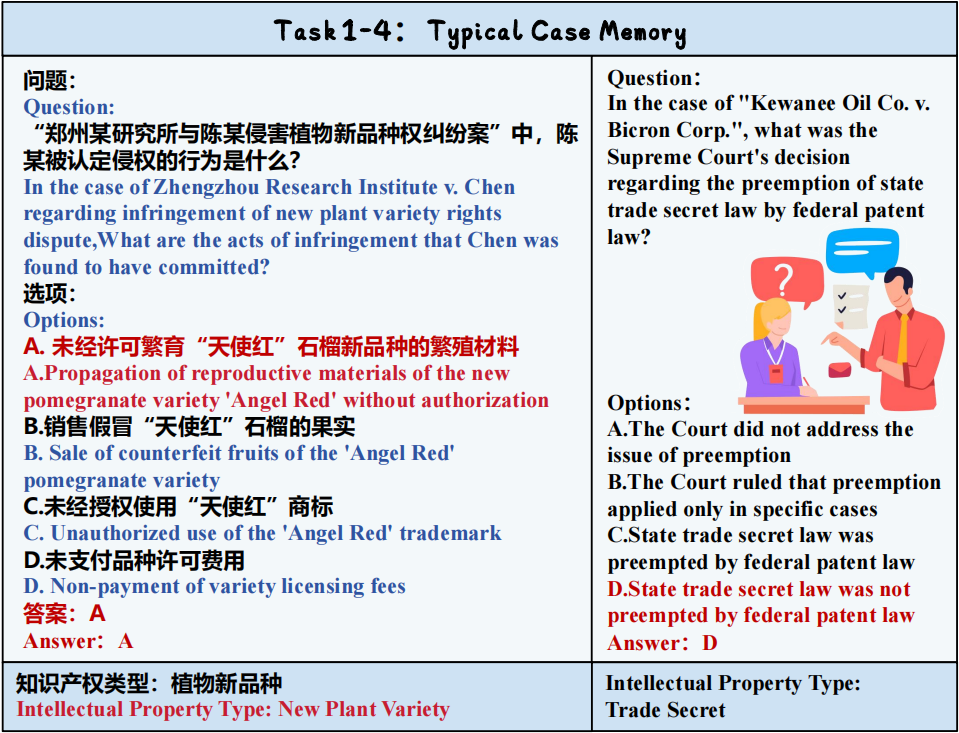 Task 1-4： Typical Case Memory
问题：
Question:
“郑州某研究所与陈某侵害植物新品种权纠纷案”中，陈
某被认定侵权的行为是什么？
In the case of Zhengzhou Research Institute v. Chen
regarding infringement of new plant variety rights
dispute,What are the acts of infringement that Chen was
found to have committed?
选项：
Options:
A. 未经许可繁育“天使红”石榴新品种的繁殖材料
A.Propagation of reproductive materials of the new
pomegranate variety 'Angel Red' without authorization
B.销售假冒“天使红”石榴的果实
B. Sale of counterfeit fruits of the 'Angel Red'
pomegranate variety
C.未经授权使用“天使红”商标
C. Unauthorized use of the 'Angel Red' trademark
D.未支付品种许可费用
D. Non-payment of variety licensing fees
答案：A
Answer：A
知识产权类型：植物新品种
Intellectual Property Type: New Plant Variety
Question：
In the case of "Kewanee Oil Co. v.
Bicron Corp.", what was the
Supreme Court's decision
regarding the preemption of state
trade secret law by federal patent
law?
?
Options：
A.The Court did not address the
issue of preemption
B.The Court ruled that preemption
applied only in specific cases
C.State trade secret law was
preempted by federal patent law
D.State trade secret law was not
preempted by federal patent law
Answer：D
Intellectual Property Type:
Trade Secret